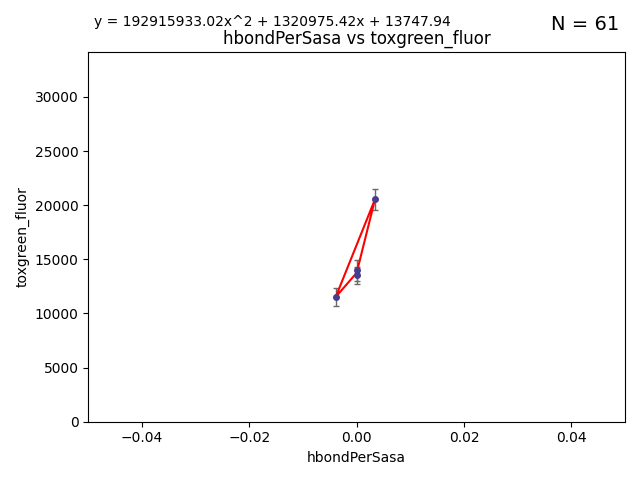 y = 192915933.02x^2 + 1320975.42x + 13747.94
N = 61
hbondPerSasa vs toxgreen_fluor
toxgreen_fluor
30000
25000
20000
15000
10000
5000
0
−0.04
−0.02
0.00
0.02
0.04
hbondPerSasa